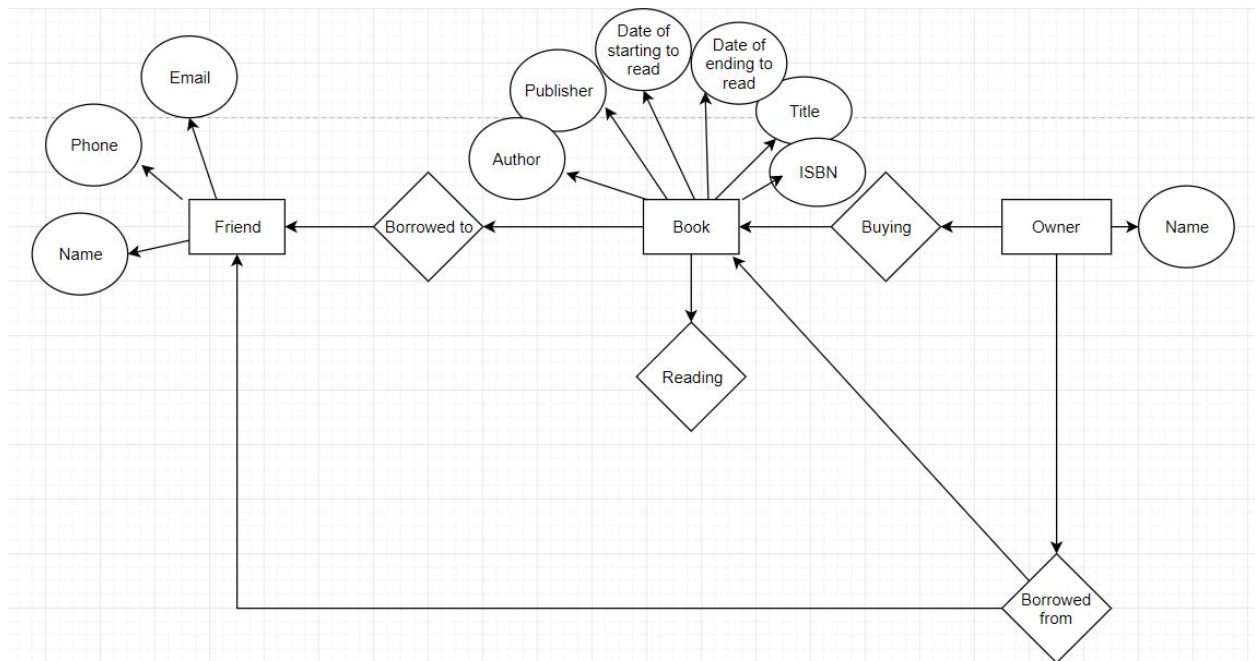 Date of
starting to
read
Date of
ending to
read
Email
Publisher
Title
Phone
Author
ISBN
Friend
Borrowed to
Book
Buying
Owner
Name
Name
Reading
Borrowed
from